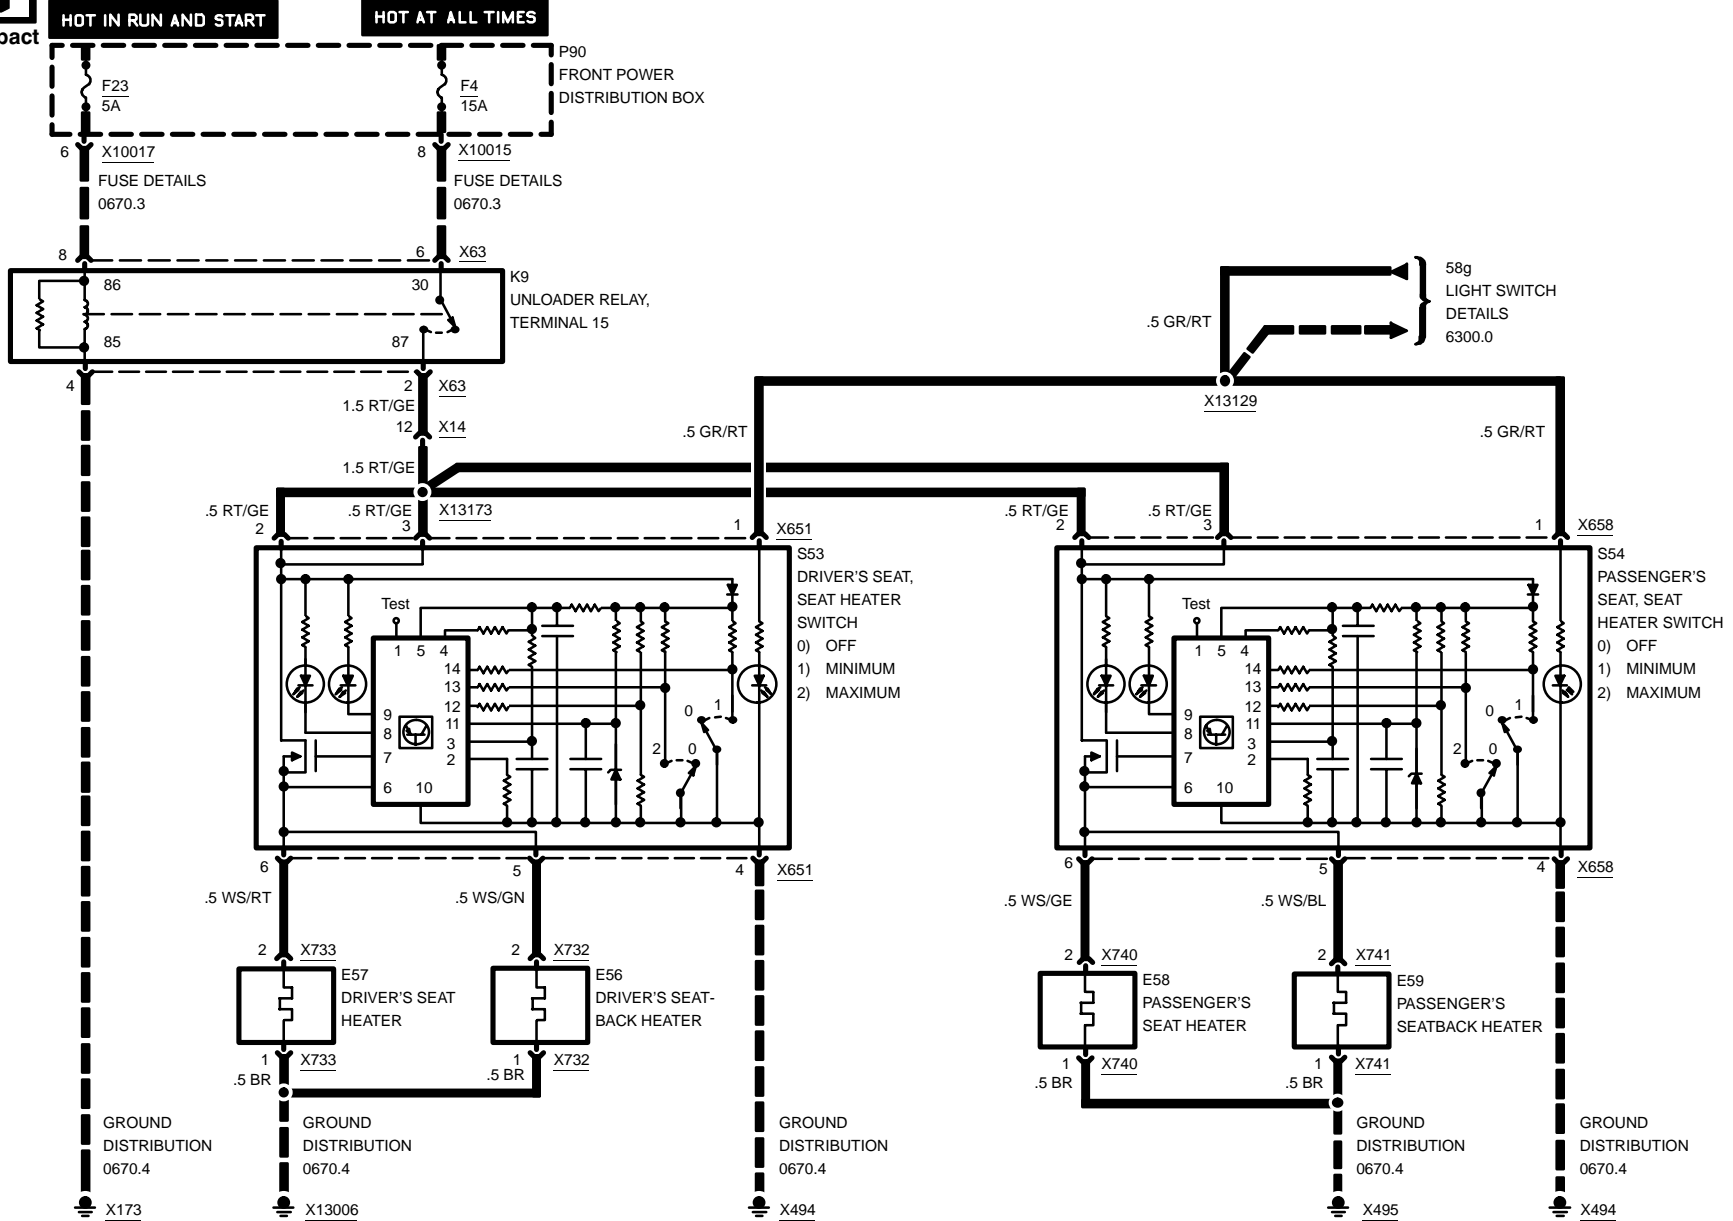 HOT IN RUN AND START
HOT AT ALL TIMES
pact
P90
FRONT POWER
DISTRIBUTION BOX
F23
5A
F4
15A
6 X10017
8 X10015
FUSE DETAILS
0670.3
FUSE DETAILS
0670.3
8
6 X63
86
30
85
87
K9
UNLOADER RELAY,
TERMINAL 15
58g
LIGHT SWITCH
DETAILS
6300.0
.5 GR/RT
X13129
4
2 X63
1.5 RT/GE
12 X14
1.5 RT/GE
.5 GR/RT
.5 GR/RT
.5 RT/GE
2
.5 RT/GE
3
X13173
1 X651
.5 RT/GE
2
.5 RT/GE
3
1 X658
S53
DRIVER'S SEAT,
SEAT HEATER
SWITCH
0) OFF
1) MINIMUM
2) MAXIMUM
Test
1 5 4
14
13
12
11
3
2
9
8
7
6 10
0 1
2 0
S54
PASSENGER'S
SEAT, SEAT
HEATER SWITCH
0) OFF
1) MINIMUM
2) MAXIMUM
Test
1 5 4
14
13
12
11
3
2
9
8
7
6 10
0 1
2 0
6
5
4 X651
6
5
4 X658
.5 WS/RT
.5 WS/GN
.5 WS/GE
.5 WS/BL
2 X733
2 X732
2 X740
2 X741
E57
DRIVER'S SEAT
HEATER
E56
DRIVER'S SEAT-
BACK HEATER
E58
PASSENGER'S
SEAT HEATER
E59
PASSENGER'S
SEATBACK HEATER
1 X733
.5 BR
1 X732
.5 BR
1 X740
.5 BR
1 X741
.5 BR
GROUND
DISTRIBUTION
0670.4
GROUND
DISTRIBUTION
0670.4
GROUND
DISTRIBUTION
0670.4
GROUND
DISTRIBUTION
0670.4
GROUND
DISTRIBUTION
0670.4
X173
X13006
X494
X495
X494